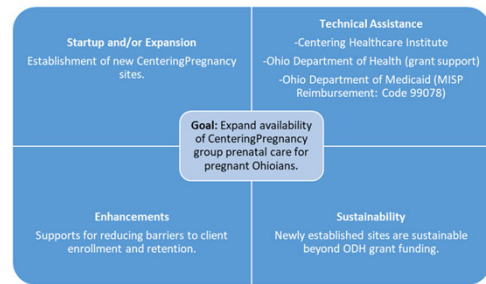 Startup and/or Expansion
Establishment of new CenteringPregnancy
sites.
Technical Assistance
-Centering Healthcare Institute
-Ohio Department of Health (grant support)
-Ohio Department of Medicaid (MISP
Reimbursement: Code 99078)
Goal: Expand availability
of CenteringPregnancy
group prenatal care for
pregnant Ohioians.
Enhancements
Supports for reducing barriers to client
enrollment and retention.
Sustainability
Newly established sites are sustainable
beyond ODH grant funding.